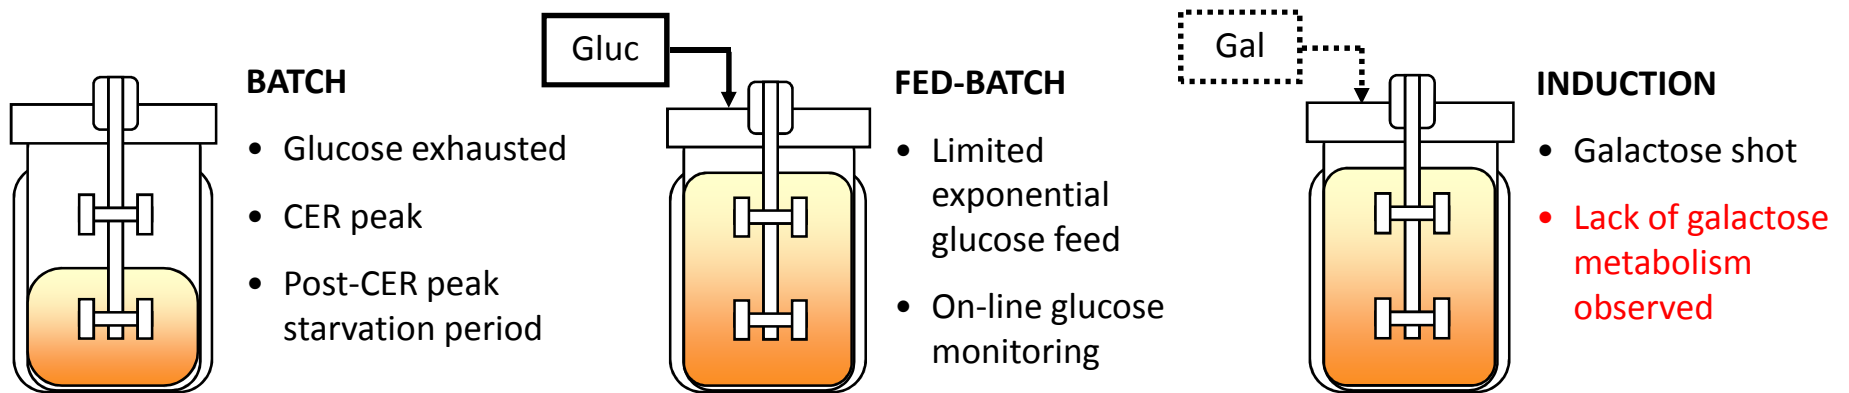 BATCH
• Glucose exhausted
• CER peak
• Post-CER peak
starvation period
Gluc
FED-BATCH
• Limited
exponential
glucose feed
• On-line glucose
monitoring
Gal
INDUCTION
• Galactose shot
• Lack of galactose
metabolism
observed